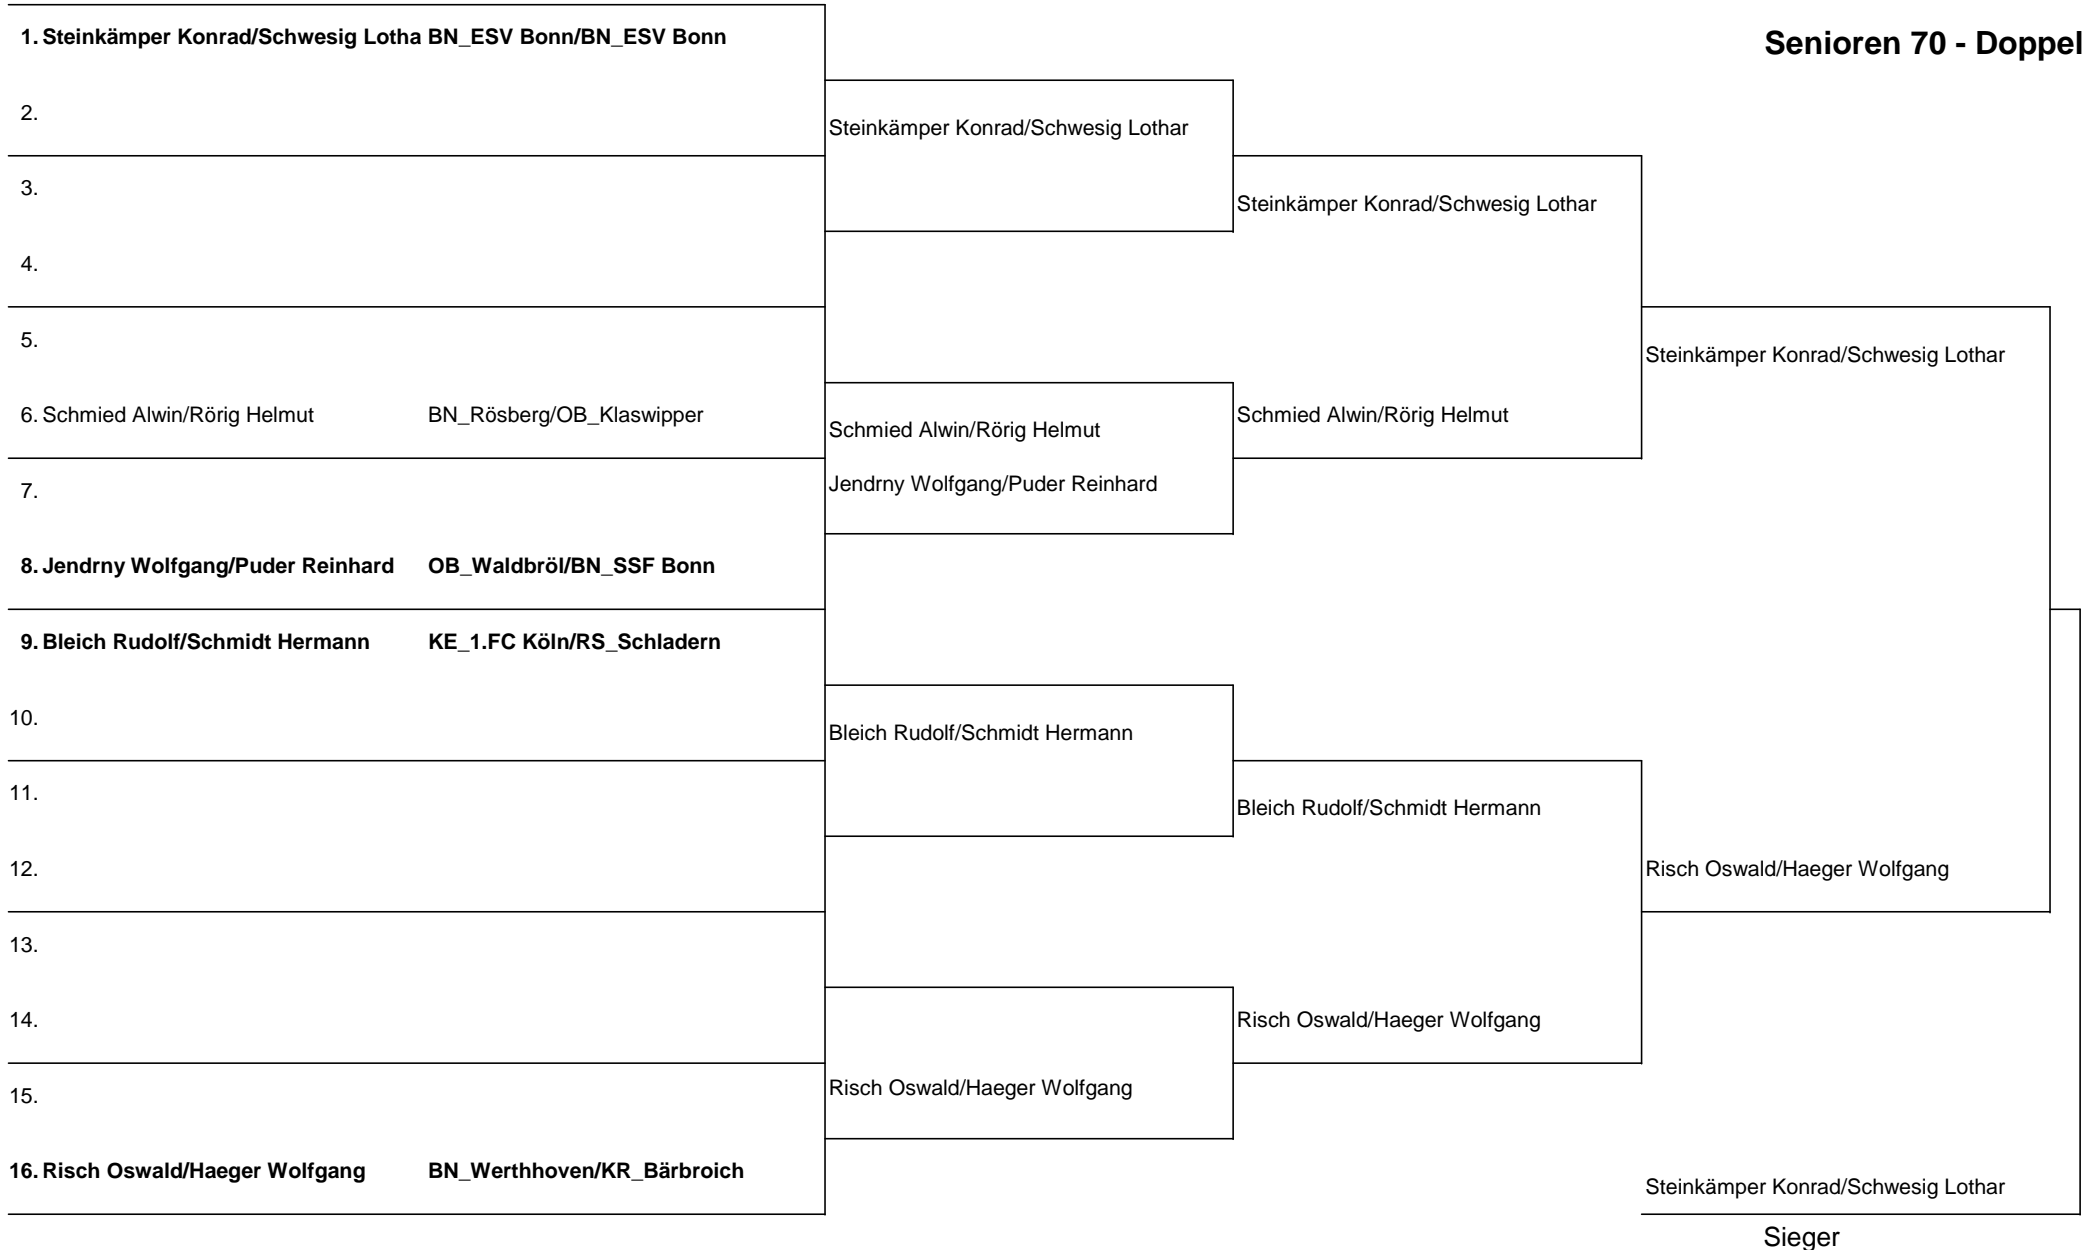 1. Steinkämper Konrad/Schwesig Lotha BN_ESV Bonn/BN_ESV Bonn
Senioren 70 - Doppel
2.
Steinkämper Konrad/Schwesig Lothar
3.
Steinkämper Konrad/Schwesig Lothar
4.
5.
Steinkämper Konrad/Schwesig Lothar
6. Schmied Alwin/Rörig Helmut BN_Rösberg/OB_Klaswipper
Schmied Alwin/Rörig Helmut
Schmied Alwin/Rörig Helmut
7.
Jendrny Wolfgang/Puder Reinhard
8. Jendrny Wolfgang/Puder Reinhard OB_Waldbröl/BN_SSF Bonn
9. Bleich Rudolf/Schmidt Hermann KE_1.FC Köln/RS_Schladern
10.
Bleich Rudolf/Schmidt Hermann
11.
Bleich Rudolf/Schmidt Hermann
12.
Risch Oswald/Haeger Wolfgang
13.
14.
Risch Oswald/Haeger Wolfgang
15.
Risch Oswald/Haeger Wolfgang
16. Risch Oswald/Haeger Wolfgang BN_Werthhoven/KR_Bärbroich
Steinkämper Konrad/Schwesig Lothar
Sieger